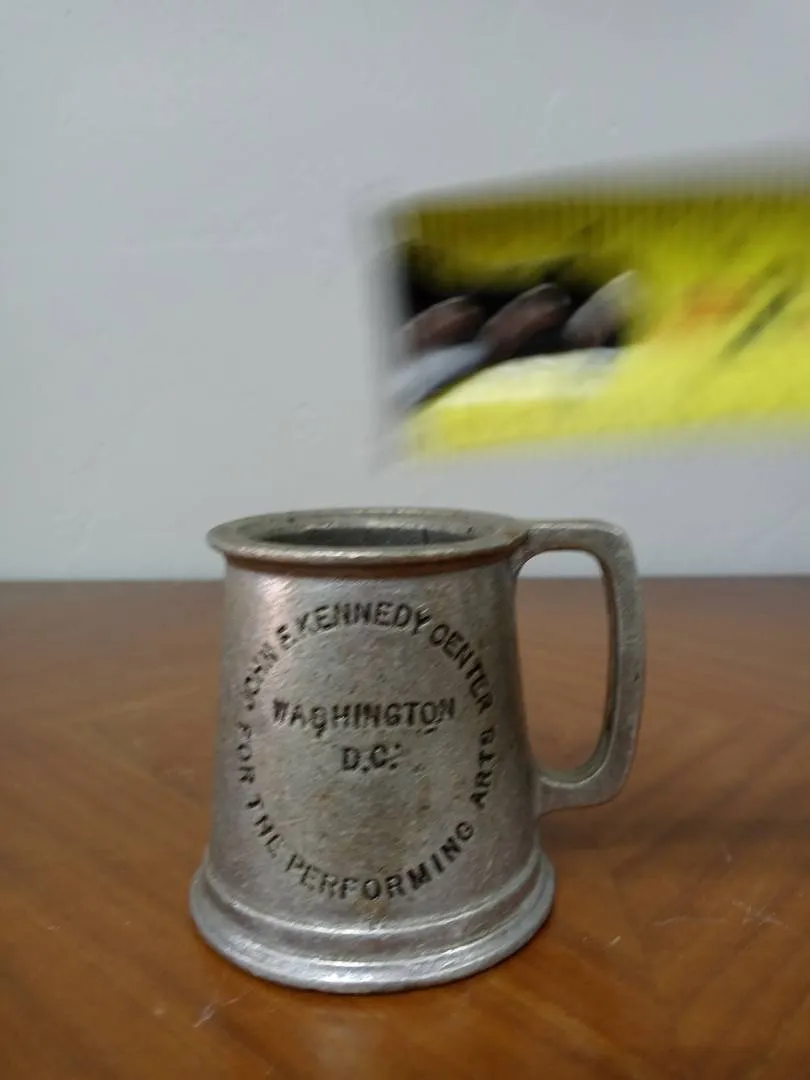 JOHN F. KENNEDY CENTER
WASHINGTON
D.C.
FOR THE PERFORMING ARTS